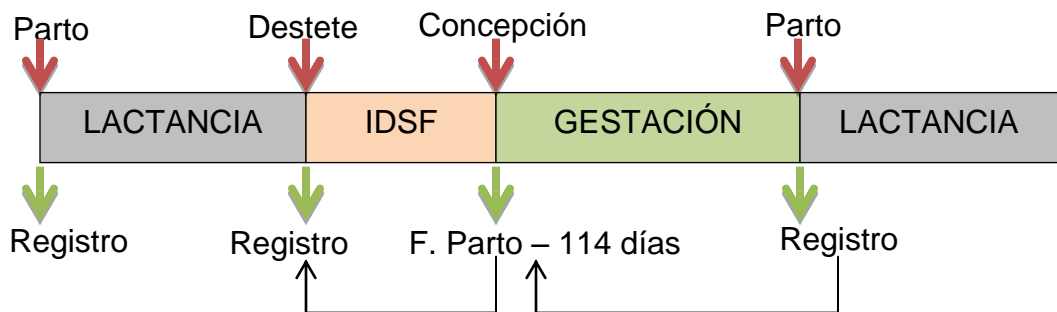 Parto Destete Concepción Parto
LACTANCIA IDSF GESTACIÓN LACTANCIA
Registro Registro F. Parto – 114 días Registro